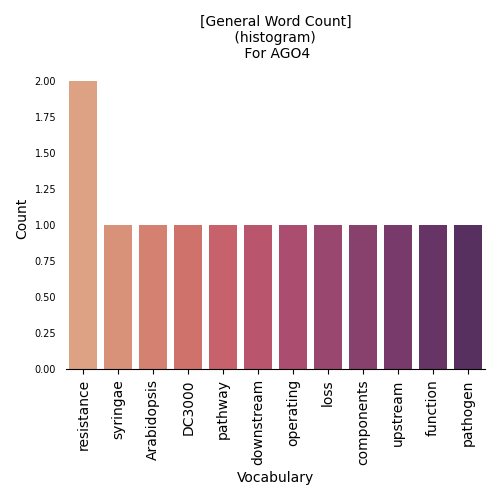 [General Word Count]
(histogram)
For AGO4
2.00
1.75
1.50
1.25
1.00
0.75
0.50
0.25
0.00
Count
resistance
syringae
Arabidopsis
DC3000
pathway
downstream
operating
loss
components
upstream
function
pathogen
Vocabulary